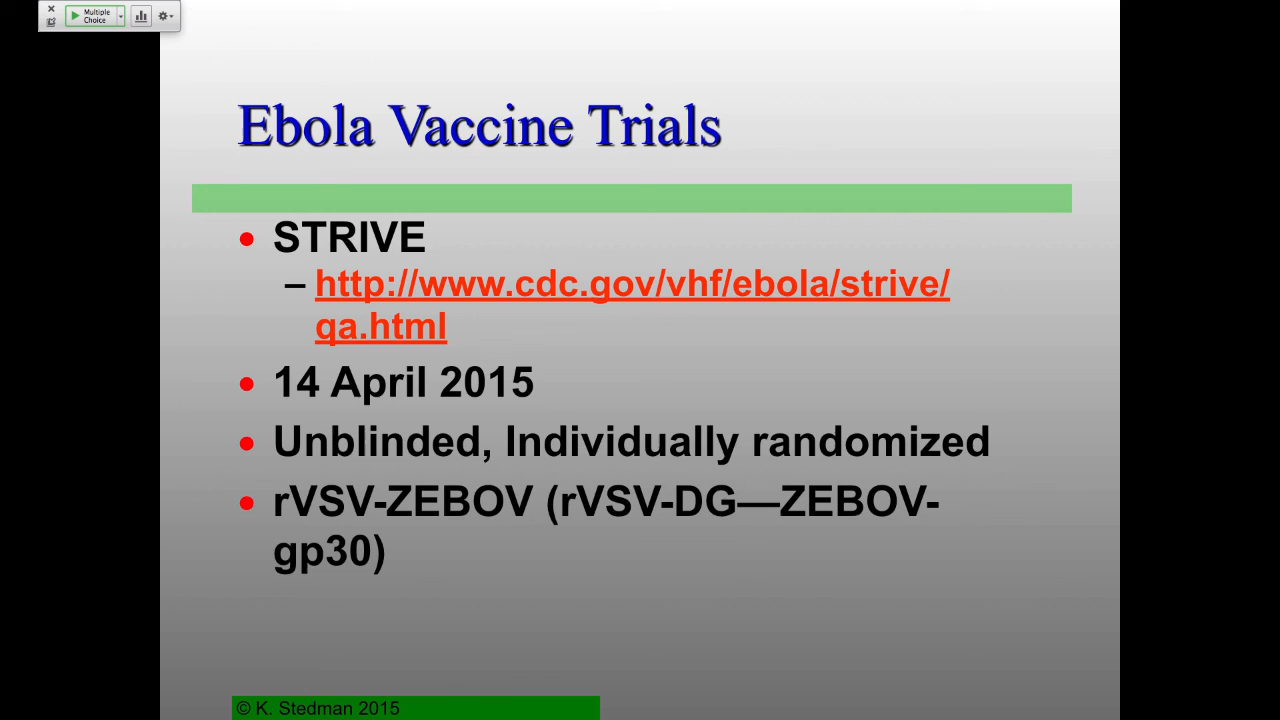 Multiple
Choice
Ebola Vaccine Trials
• STRIVE
– http://www.cdc.gov/vhf/ebola/strive/
qa.html
• 14 April 2015
• Unblinded, Individually randomized
• rVSV-ZEBOV (rVSV-DG—ZEBOV-
gp30)
© K. Stedman 2015